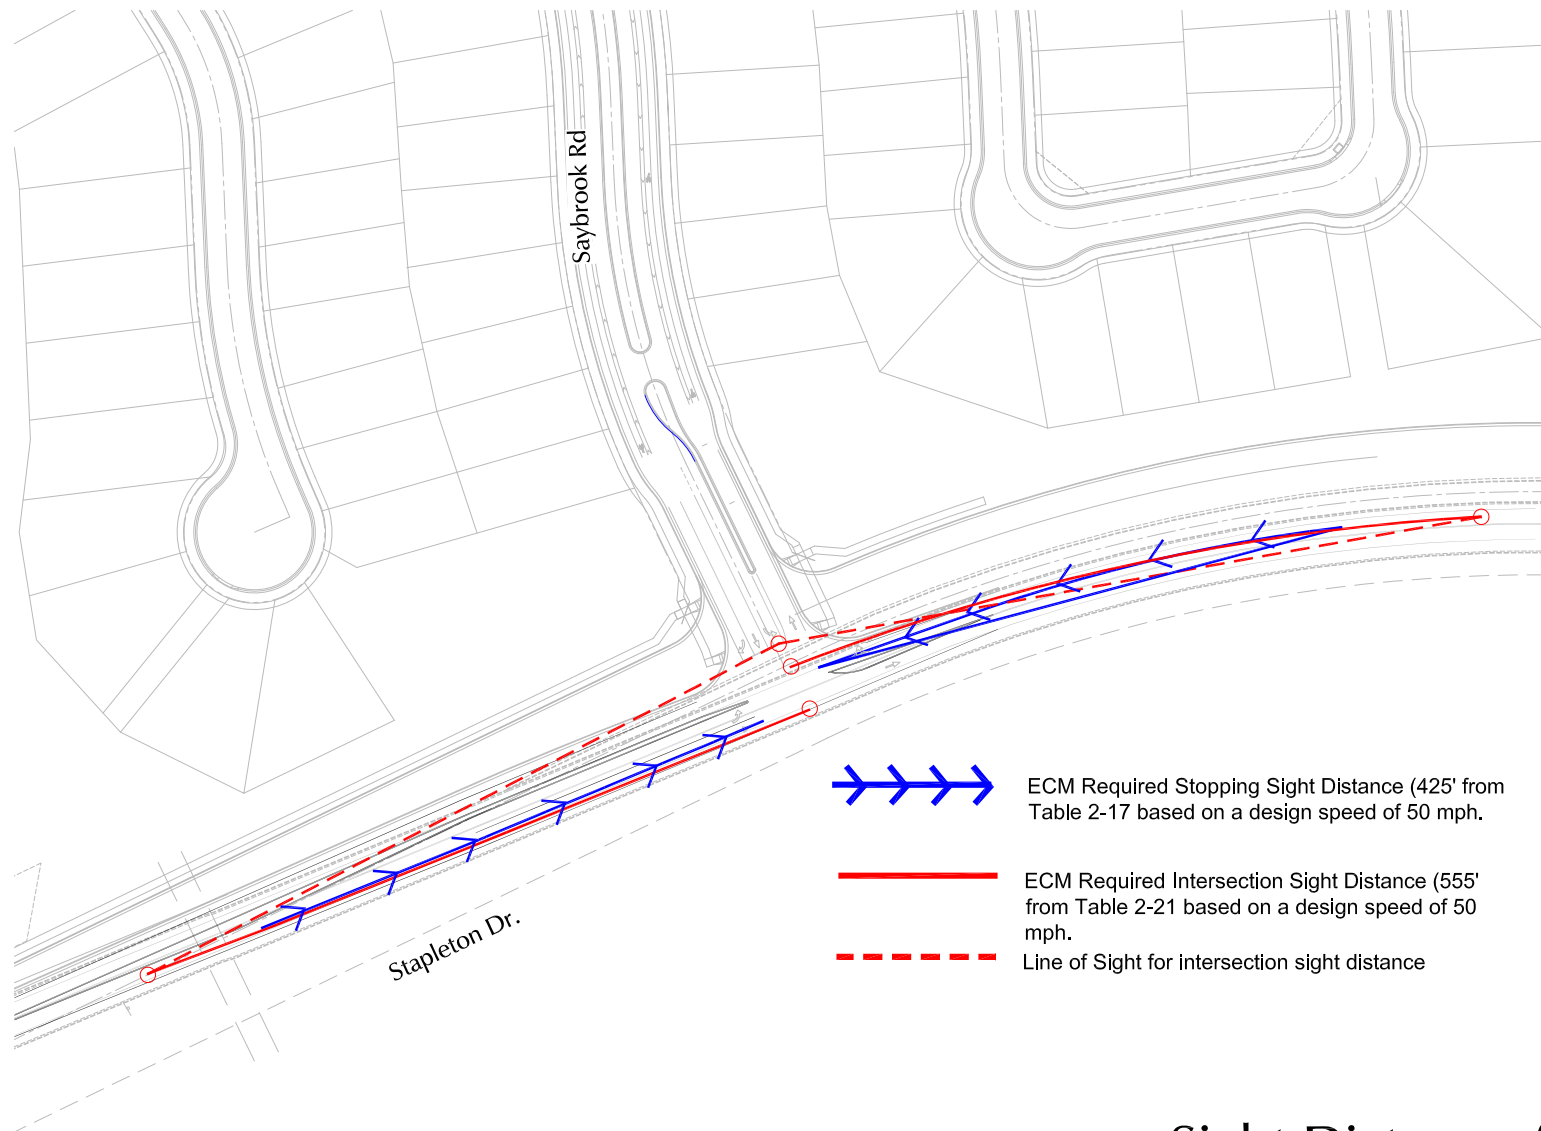 Saybrook Rd
ECM Required Stopping Sight Distance (425' from
Table 2-17 based on a design speed of 50 mph.
ECM Required Intersection Sight Distance (555'
from Table 2-21 based on a design speed of 50
mph.
Line of Sight for intersection sight distance
Stapleton Dr.